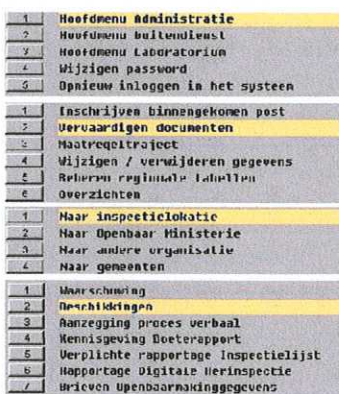 1 Hoofdmenu Administratie
2 Hoofdmenu buitendienst
3 Hoofdmenu Laboratorium
4 Wijzigen password
5 Opnieuw inloggen in het systeem
1 Inschrijven binnengekomen post
2 Vervaardigen documenten
3 Maatregeltraject
4 Wijzigen / verwijderen gegevens
5 Beheren regionale tabellen
6 Overzichten
1 Naar inspectielokatie
2 Naar Openbaar Ministerie
3 Naar andere organisatie
4 Naar gemeenten
1 Waarschuwing
2 Beschikkingen
3 Aanzegging proces verbaal
4 Kennisgeving Boeterapport
5 Verplichte rapportage Inspectielijst
6 Rapportage Digitale Herinspectie
7 Brieven Openbaarmakinggegevens